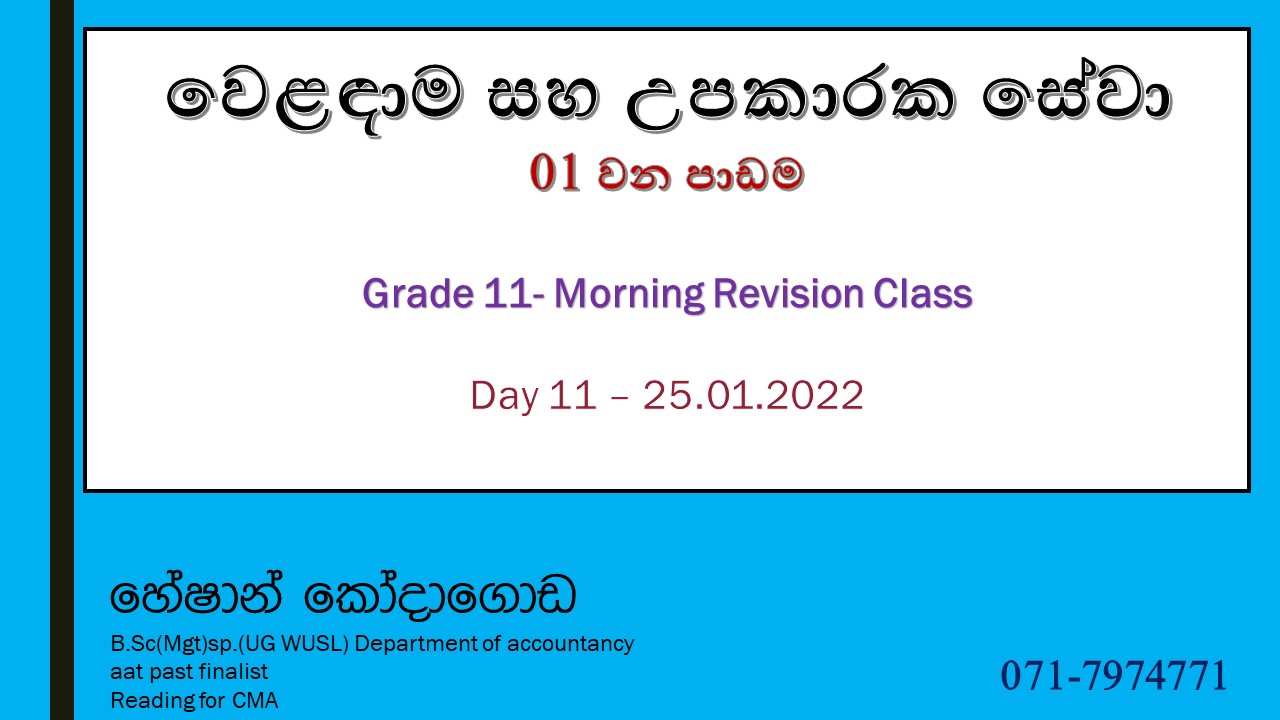 වෙළඳාම සහ උපකාරක සේවා
01 වන පාඩම
Grade 11- Morning Revision Class
Day 11 – 25.01.2022
හේෂාන් කෝදාගොඩ
B.Sc(Mgt)sp.(UG WUSL) Department of accountancy
aat past finalist
Reading for CMA
071-7974771